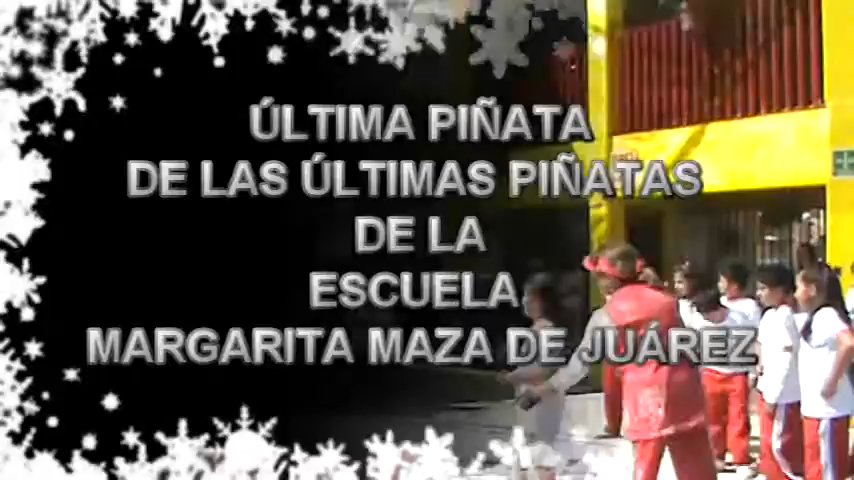 ÚLTIMA PIÑATA
DE LAS ÚLTIMAS PIÑATAS
DE LA
ESCUELA
MARGARITA MAZA DE JUÁREZ